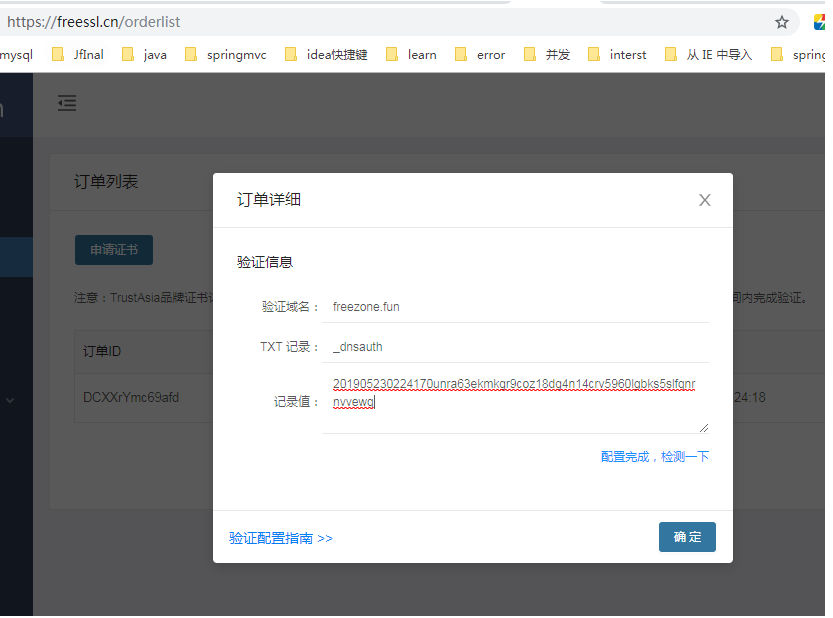 https://freessl.cn/orderlist
mysql JfInal java springmvc idea快捷键 learn error 并发 interst 从 IE 中导入 spring
订单列表
申请证书
注意：TrustAsia品牌证书 间内完成验证。
订单ID
DCXXrYmc69afd 24:18
订单详细
验证信息
验证域名： freezone.fun
TXT 记录： _dnsauth
记录值： 201905230224170unra63ekmkgr9coz18dg4n14crv5960lgbks5slfgnr
nvvewg
配置完成，检测一下
验证配置指南 >>
确 定